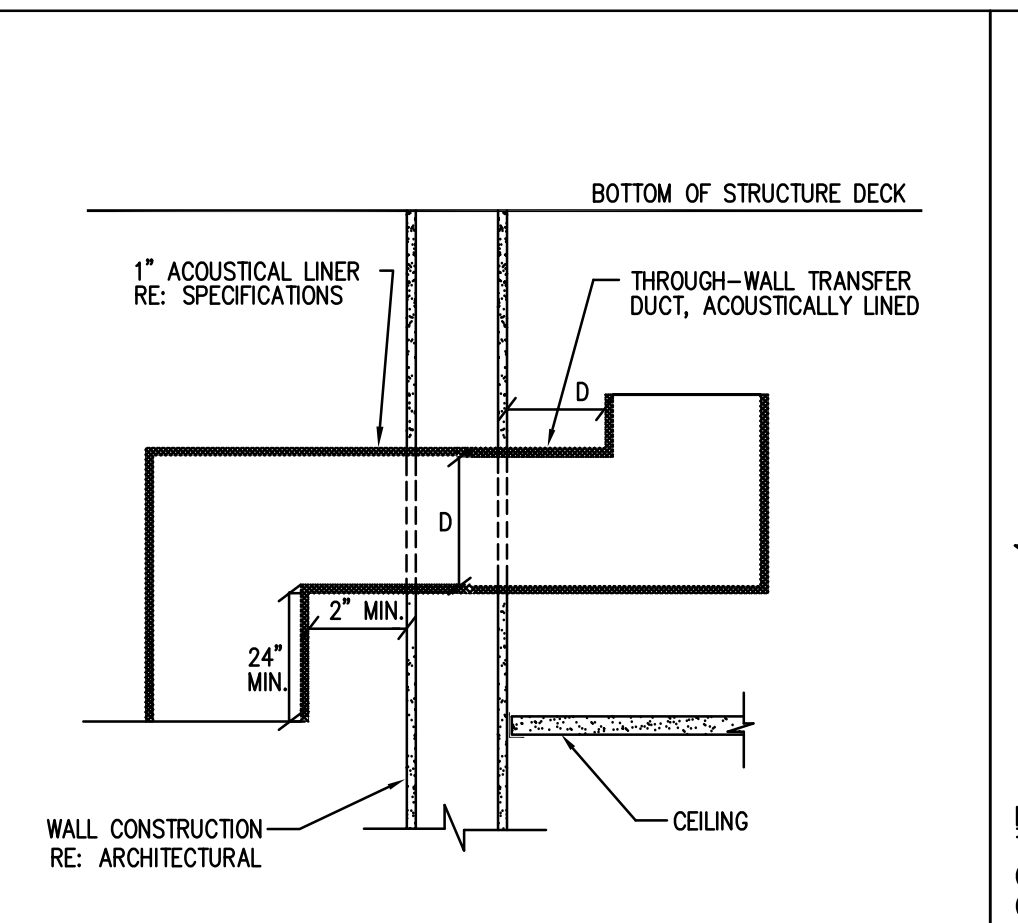 BOTTOM OF STRUCTURE DECK
1" ACOUSTICAL LINER
RE: SPECIFICATIONS
THROUGH-WALL TRANSFER
DUCT, ACOUSTICALLY LINED
D
D
2" MIN.
24"
MIN.
WALL CONSTRUCTION
RE: ARCHITECTURAL
CEILING